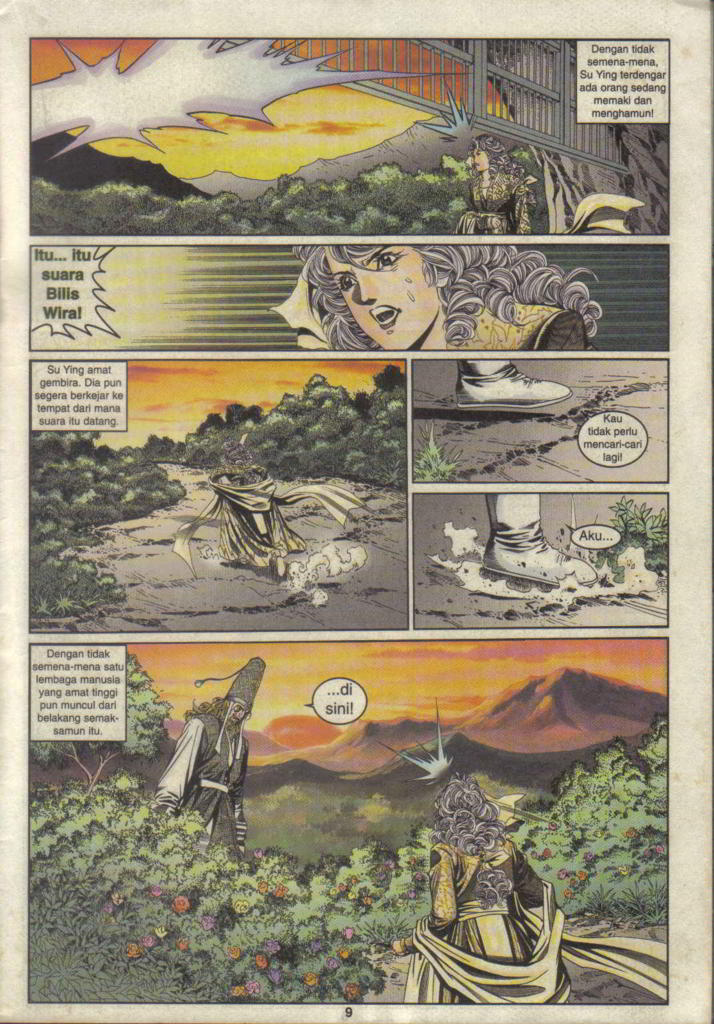 Dengan tidak
semena-mena,
Su Ying terdengar
ada orang sedang
memaki dan
menghamun!
Itu... itu
suara
Bilis
Wira!
Su Ying amat
gembira. Dia pun
segera berkejar ke
tempat dari mana
suara itu datang.
Kau
tidak perlu
mencari-cari
lagi!
Aku...
Dengan tidak
semena-mena satu
lembaga manusia
yang amat tinggi
pun muncul dari
belakang semak-
samun itu.
...di
sini!
9